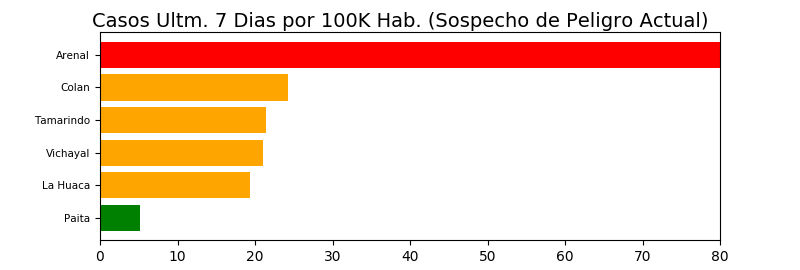 Casos Ultm. 7 Dias por 100K Hab. (Sospecho de Peligro Actual)
Arenal
Colan
Tamarindo
Vichayal
La Huaca
Paita
0 10 20 30 40 50 60 70 80